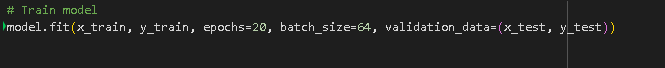 # Train model
model.fit(x_train, y_train, epochs=20, batch_size=64, validation_data=(x_test, y_test))